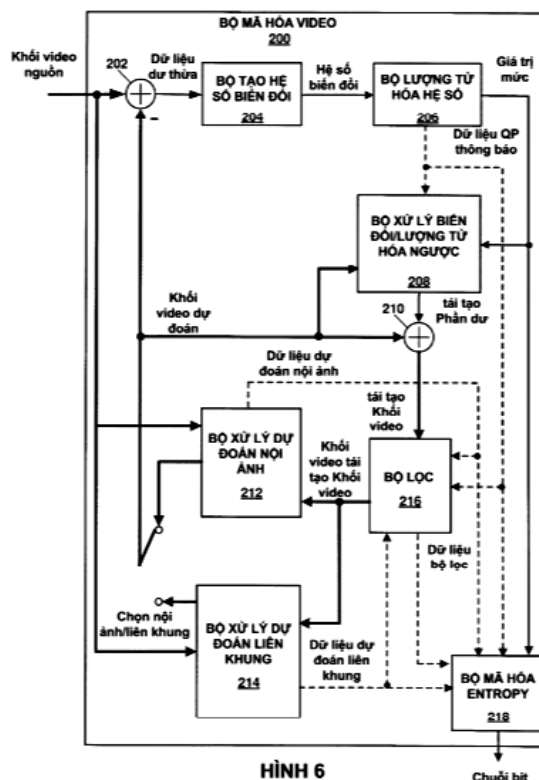 BỘ MÃ HÓA VIDEO
200
Khối video
nguồn
202
Dữ liệu
dư thừa
BỘ TẠO HỆ
SỐ BIẾN ĐỔI
204
Hệ số
biến đổi
BỘ LƯỢNG TỬ
HÓA HỆ SỐ
206
Giá trị
mức
Dữ liệu QP
thông báo
BỘ XỬ LÝ BIẾN
ĐỔI/LƯỢNG TỬ
HÓA NGƯỢC
208
Khối
video dự
đoán
210
tái tạo
Phần dư
Dữ liệu dự
đoán nội ảnh
tái tạo
Khối
video
BỘ XỬ LÝ DỰ
ĐOÁN NỘI
ẢNH
212
Khối
video tái
tạo Khối
video
BỘ LỌC
216
Dữ liệu
bộ lọc
Chọn nội
ảnh/liên khung
BỘ XỬ LÝ DỰ
ĐOÁN LIÊN
KHUNG
214
Dữ liệu dự
đoán liên
khung
BỘ MÃ HÓA
ENTROPY
218
Chuỗi bit
HÌNH 6